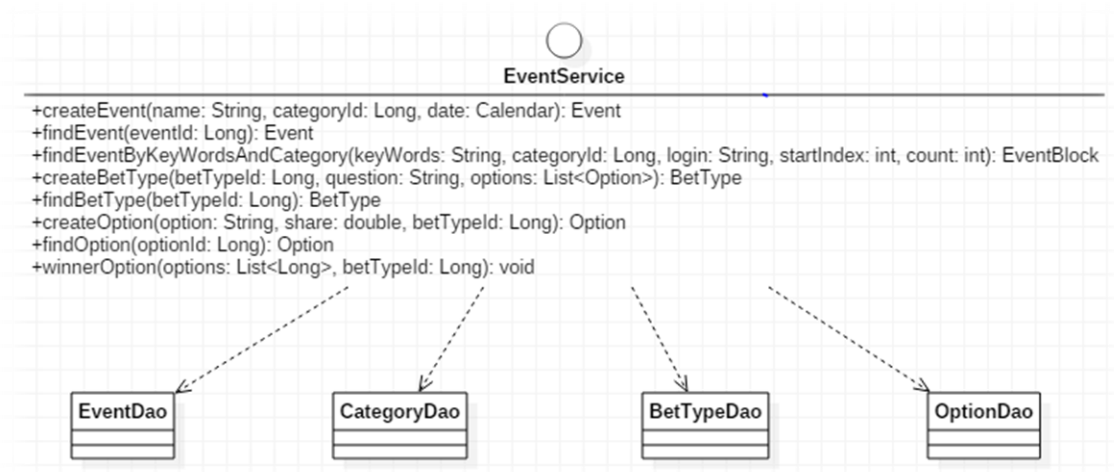 EventService
+createEvent(name: String, categoryId: Long, date: Calendar): Event
+findEvent(eventId: Long): Event
+findEventByKeyWordsAndCategory(keyWords: String, categoryId: Long, login: String, startIndex: int, count: int): EventBlock
+createBetType(betTypeId: Long, question: String, options: List<Option>): BetType
+findBetType(betTypeId: Long): BetType
+createOption(option: String, share: double, betTypeId: Long): Option
+findOption(optionId: Long): Option
+winnerOption(options: List<Long>, betTypeId: Long): void
EventDao
CategoryDao
BetTypeDao
OptionDao